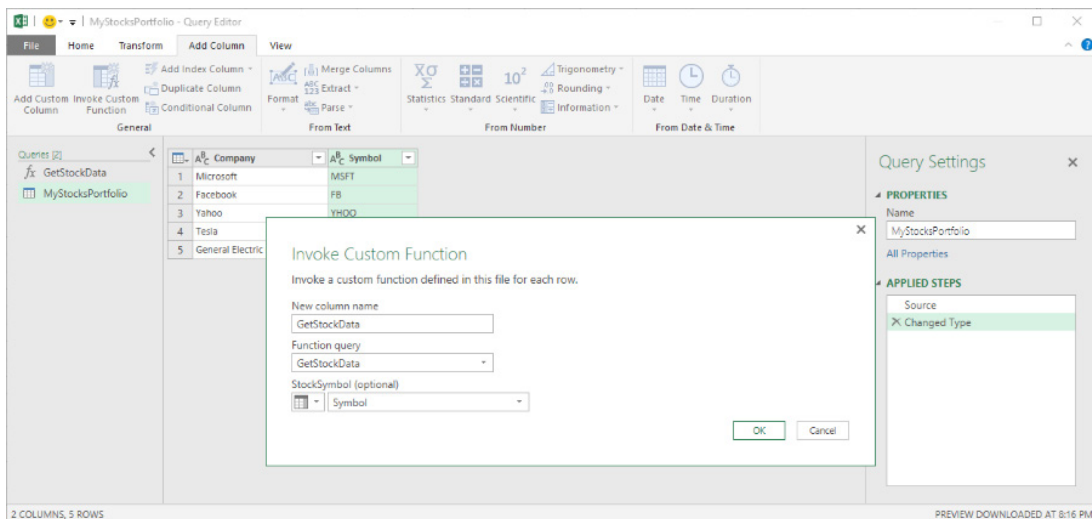 MyStocksPortfolio - Query Editor
File Home Transform Add Column View
Add Custom Column
Invoke Custom Function
Add Index Column
Duplicate Column
Conditional Column
General
Format
Merge Columns
Extract
Parse
From Text
Statistics Standard Scientific
Trigonometry
Rounding
Information
From Number
Date Time Duration
From Date & Time
Queries [2]
GetStockData
MyStocksPortfolio
Company Symbol
1 Microsoft MSFT
2 Facebook FB
3 Yahoo YHOO
4 Tesla
5 General Electric
Invoke Custom Function
Invoke a custom function defined in this file for each row.
New column name
GetStockData
Function query
GetStockData
StockSymbol (optional)
Symbol
OK Cancel
Query Settings
PROPERTIES
Name
MyStocksPortfolio
All Properties
APPLIED STEPS
Source
Changed Type
2 COLUMNS, 5 ROWS
PREVIEW DOWNLOADED AT 8:16 PM